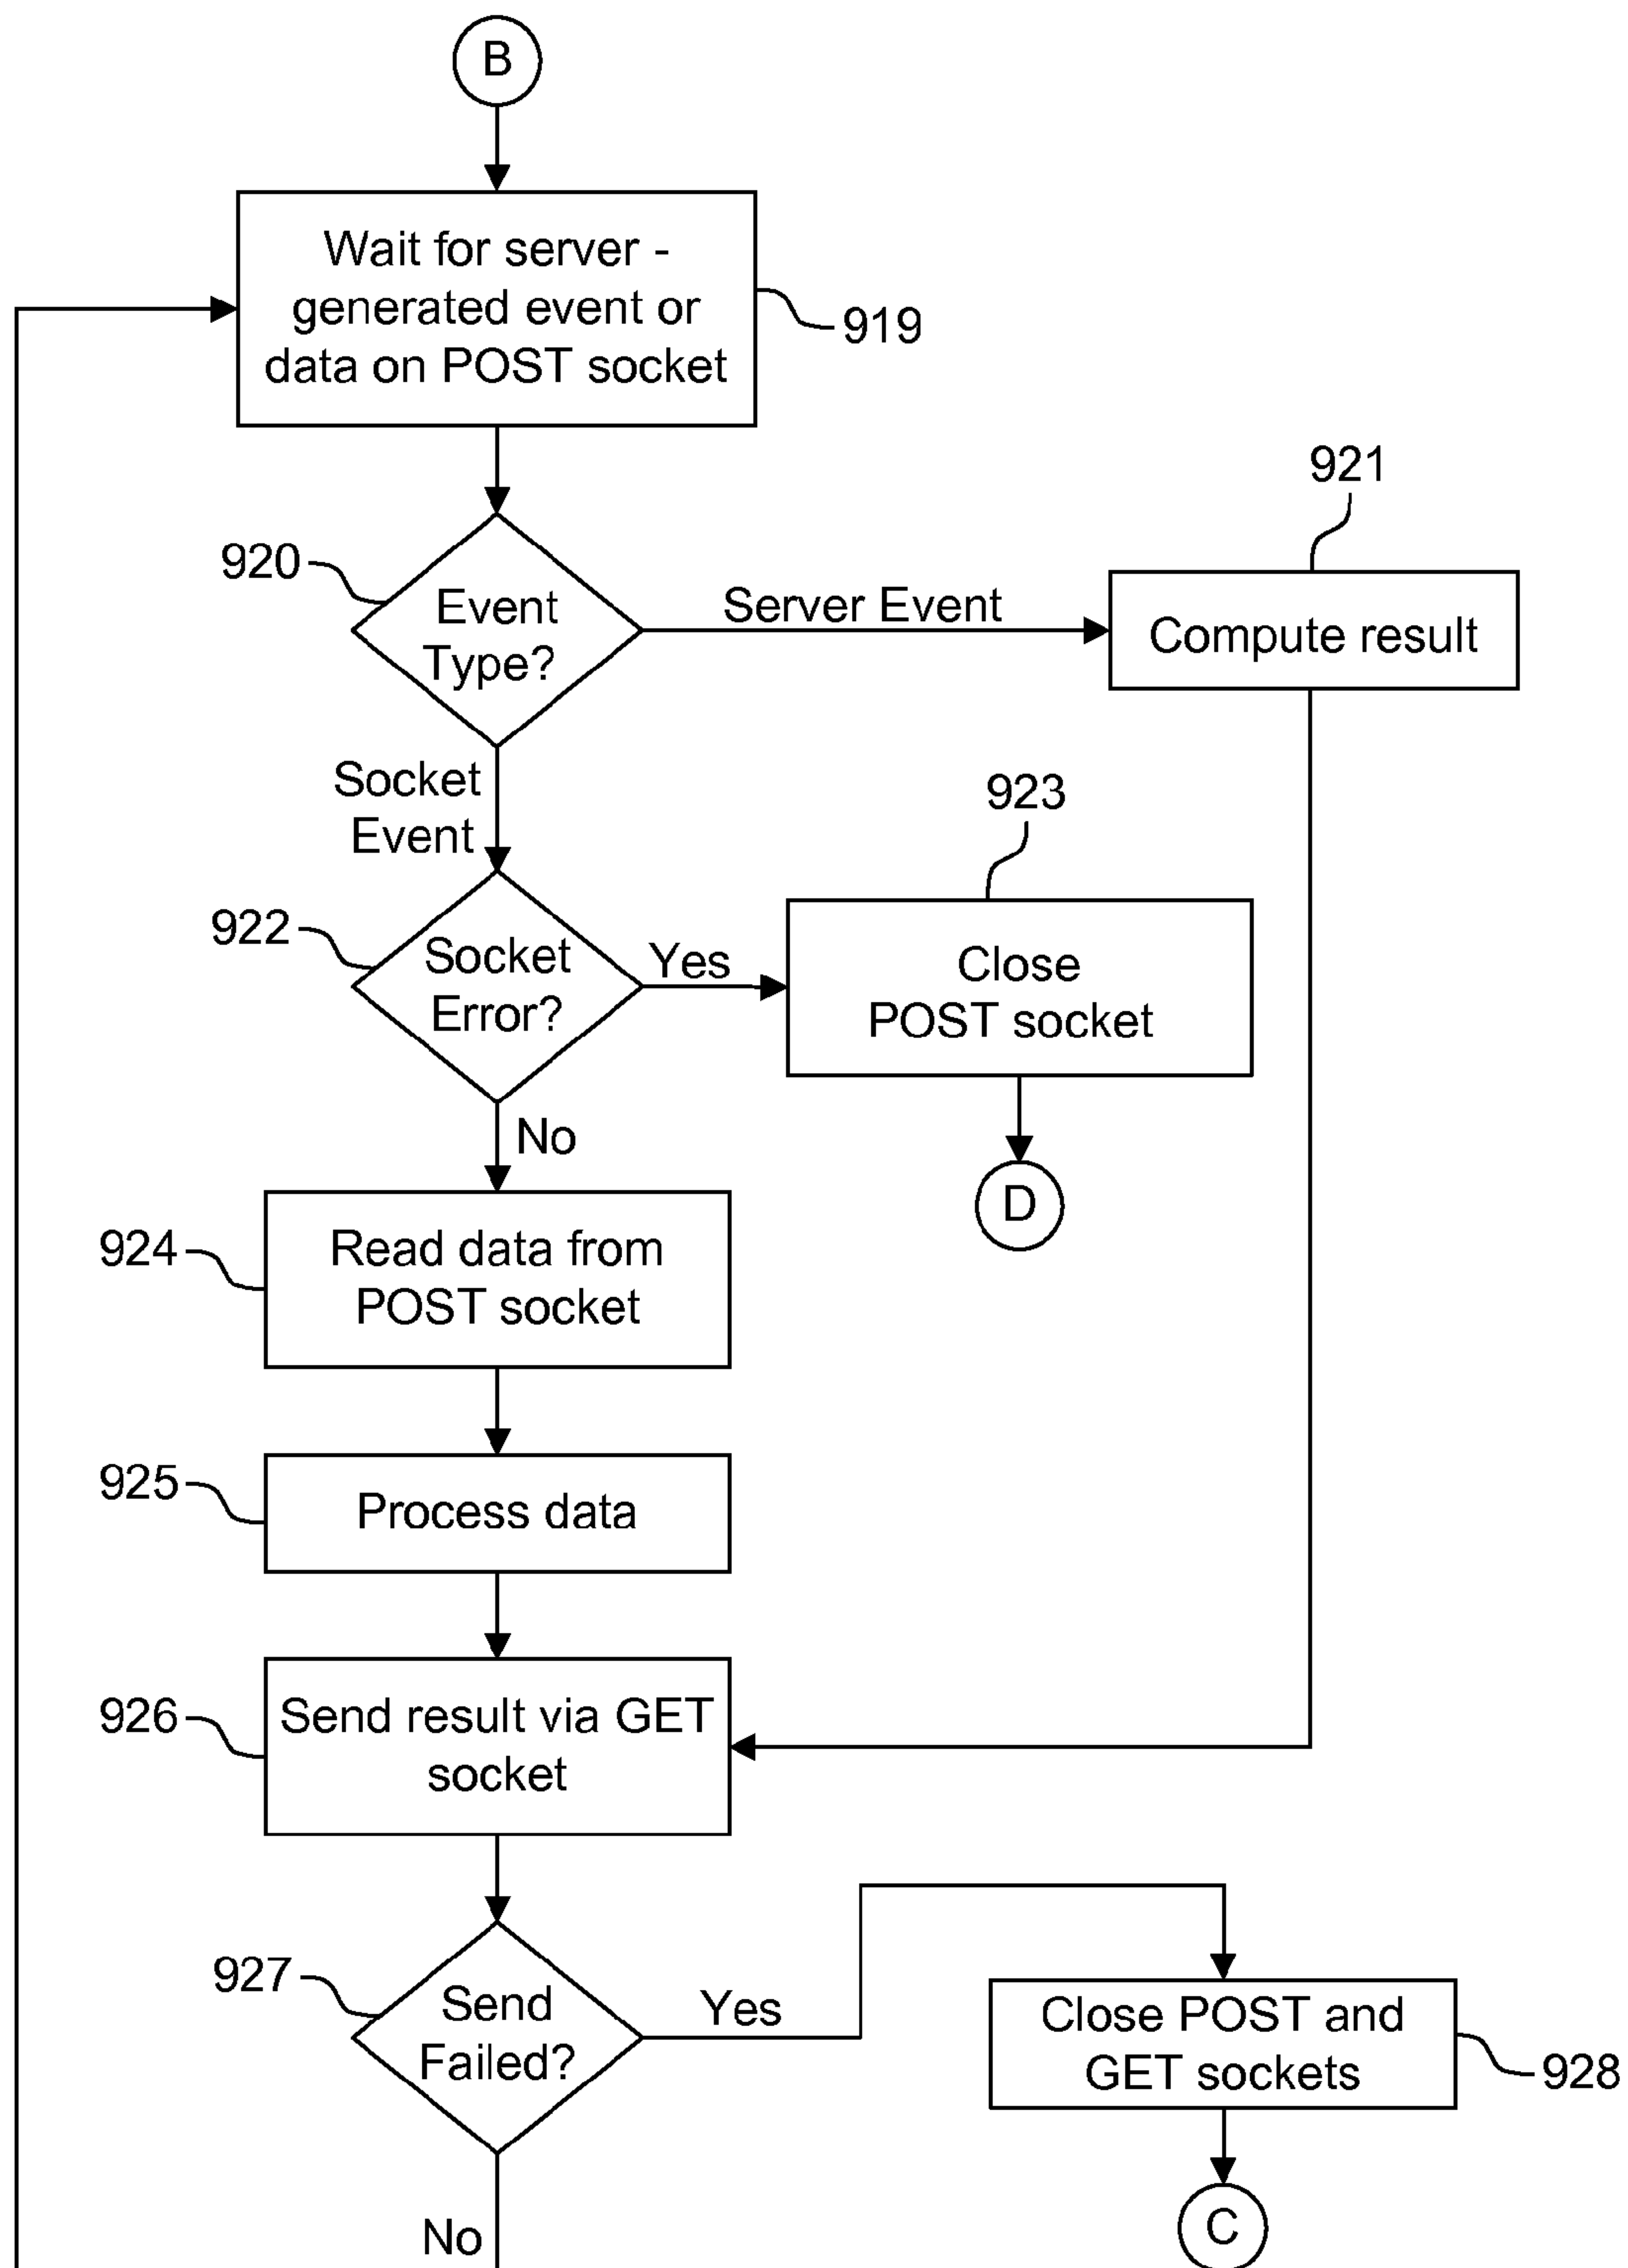 B
Wait for server -
generated event or
data on POST socket
919
920
Event
Type?
Server Event
921
Compute result
Socket
Event
922
Socket
Error?
Yes
923
Close
POST socket
D
No
924
Read data from
POST socket
925
Process data
926
Send result via GET
socket
927
Send
Failed?
Yes
Close POST and
GET sockets
928
C
No